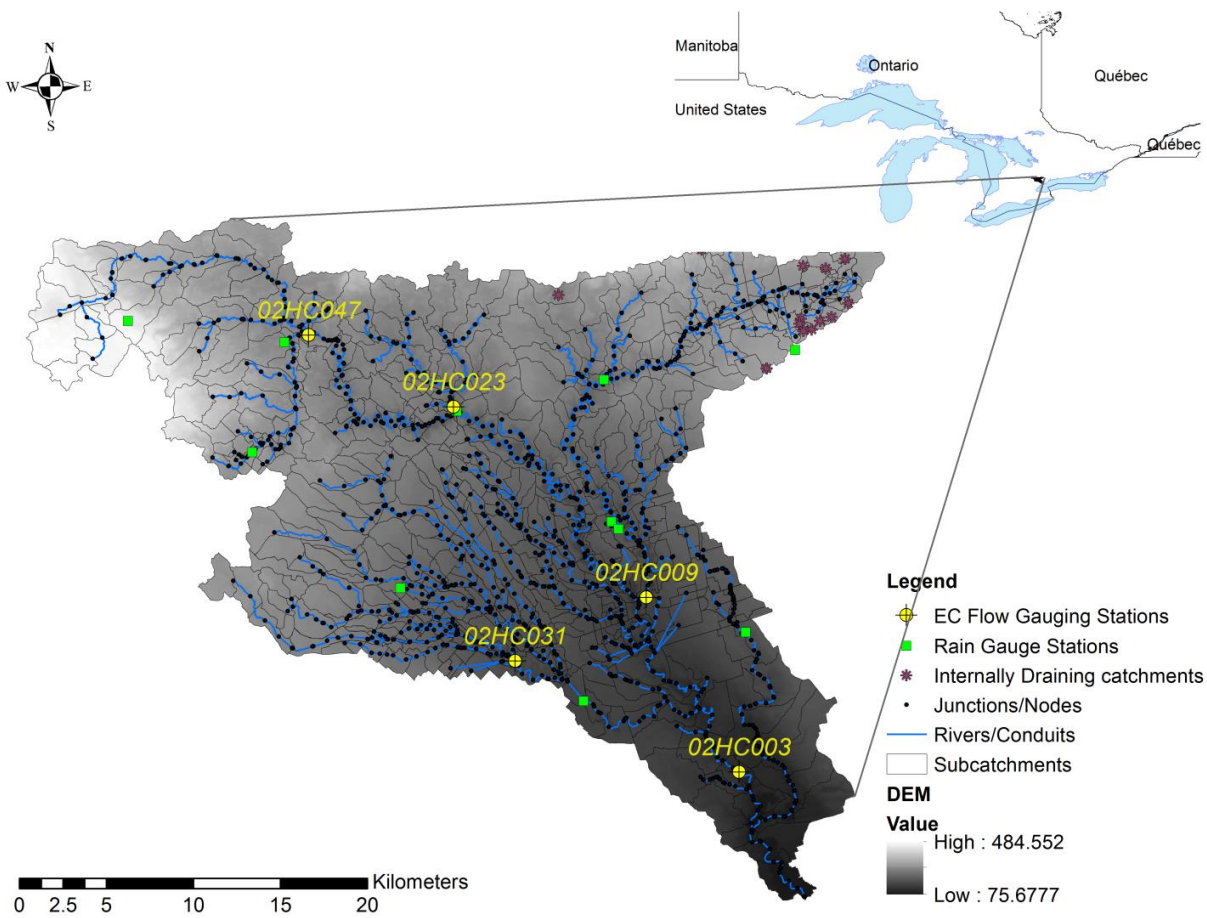 N
W E
S
Manitoba
Ontario
Québec
United States
Québec
02HC047
02HC023
02HC009
02HC031
02HC003
Legend
EC Flow Gauging Stations
Rain Gauge Stations
Internally Draining catchments
Junctions/Nodes
Rivers/Conduits
Subcatchments
DEM
Value
High : 484.552
Low : 75.6777
Kilometers
0 2.5 5 10 15 20